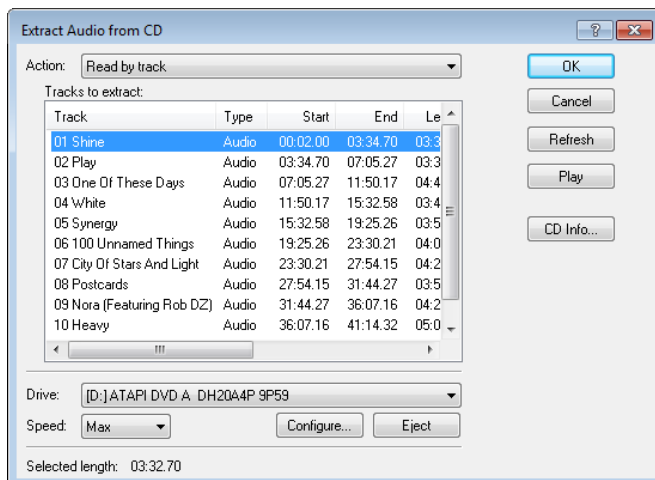 Extract Audio from CD
Action: Read by track
OK
Tracks to extract:
Cancel
Track Type Start End Le
01 Shine Audio 00:02.00 03:34.70 03:3
Refresh
02 Play Audio 03:34.70 07:05.27 03:3
03 One Of These Days Audio 07:05.27 11:50.17 04:4
Play
04 White Audio 11:50.17 15:32.58 03:4
05 Synergy Audio 15:32.58 19:25.26 03:5
CD Info...
06 100 Unnamed Things Audio 19:25.26 23:30.21 04:0
07 City Of Stars And Light Audio 23:30.21 27:54.15 04:2
08 Postcards Audio 27:54.15 31:44.27 03:5
09 Nora (Featuring Rob DZ) Audio 31:44.27 36:07.16 04:2
10 Heavy Audio 36:07.16 41:14.32 05:0
Drive: [D:] ATAPI DVD A DH20A4P 9P59
Speed: Max Configure... Eject
Selected length: 03:32.70